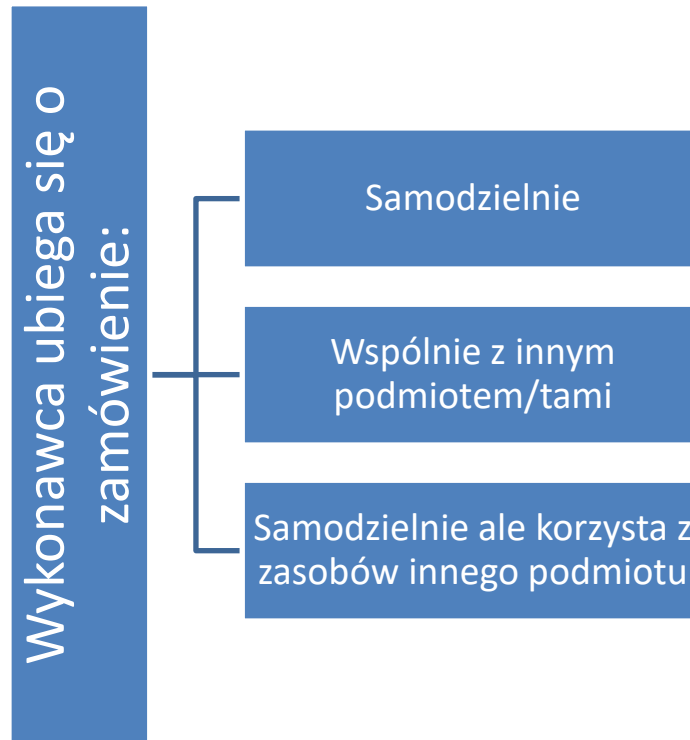 Wykonawca ubiega się o
zamówienie:
Samodzielnie
Wspólnie z innym
podmiotem/tami
Samodzielnie ale korzysta z
zasobów innego podmiotu